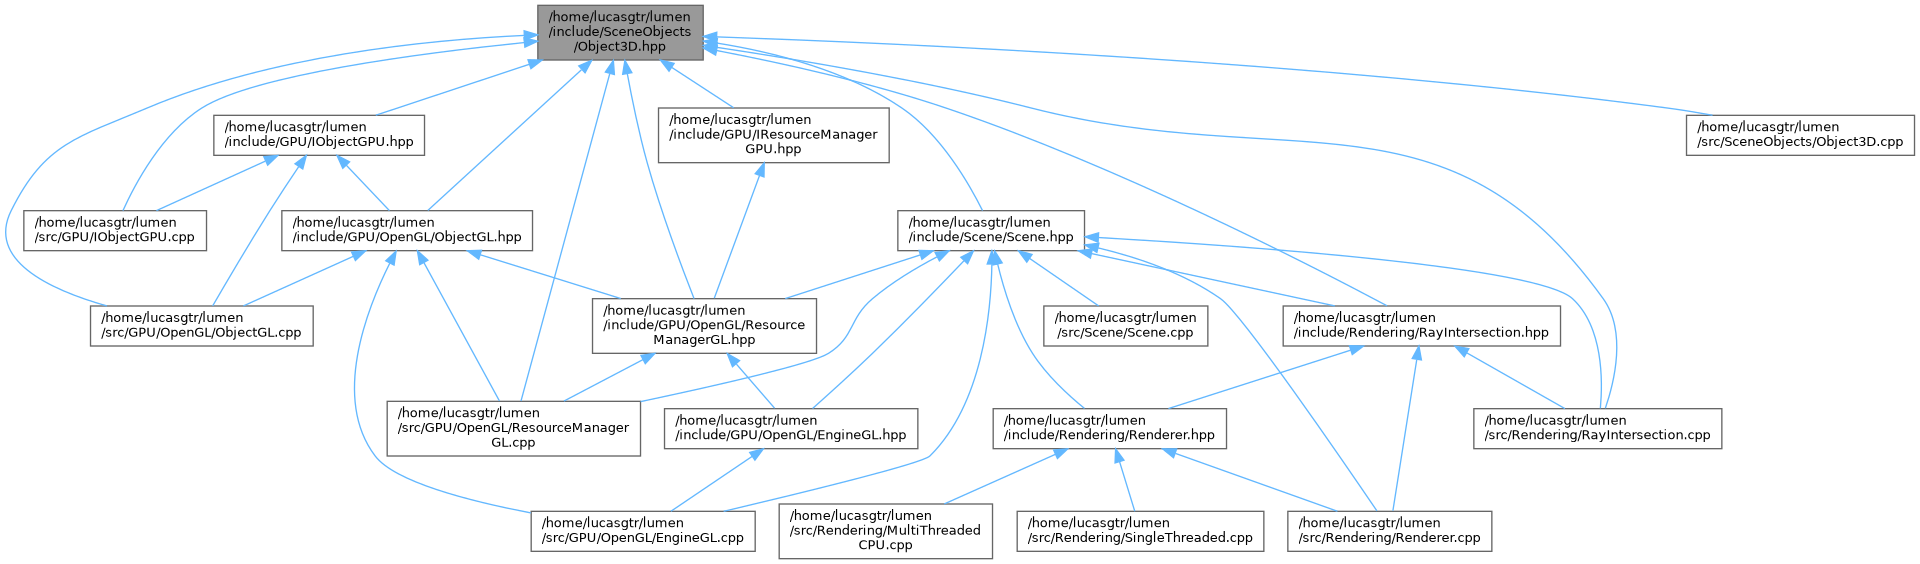 /home/lucasgtr/lumen
/include/SceneObjects
/Object3D.hpp
/home/lucasgtr/lumen
/include/GPU/IObjectGPU.hpp
/home/lucasgtr/lumen
/include/GPU/IResourceManager
GPU.hpp
/home/lucasgtr/lumen
/src/SceneObjects/Object3D.cpp
/home/lucasgtr/lumen
/src/GPU/IObjectGPU.cpp
/home/lucasgtr/lumen
/include/GPU/OpenGL/ObjectGL.hpp
/home/lucasgtr/lumen
/include/Scene/Scene.hpp
/home/lucasgtr/lumen
/src/GPU/OpenGL/ObjectGL.cpp
/home/lucasgtr/lumen
/include/GPU/OpenGL/Resource
ManagerGL.hpp
/home/lucasgtr/lumen
/src/Scene/Scene.cpp
/home/lucasgtr/lumen
/include/Rendering/RayIntersection.hpp
/home/lucasgtr/lumen
/src/GPU/OpenGL/ResourceManager
GL.cpp
/home/lucasgtr/lumen
/include/GPU/OpenGL/EngineGL.hpp
/home/lucasgtr/lumen
/include/Rendering/Renderer.hpp
/home/lucasgtr/lumen
/src/Rendering/RayIntersection.cpp
/home/lucasgtr/lumen
/src/GPU/OpenGL/EngineGL.cpp
/home/lucasgtr/lumen
/src/Rendering/MultiThreaded
CPU.cpp
/home/lucasgtr/lumen
/src/Rendering/SingleThreaded.cpp
/home/lucasgtr/lumen
/src/Rendering/Renderer.cpp